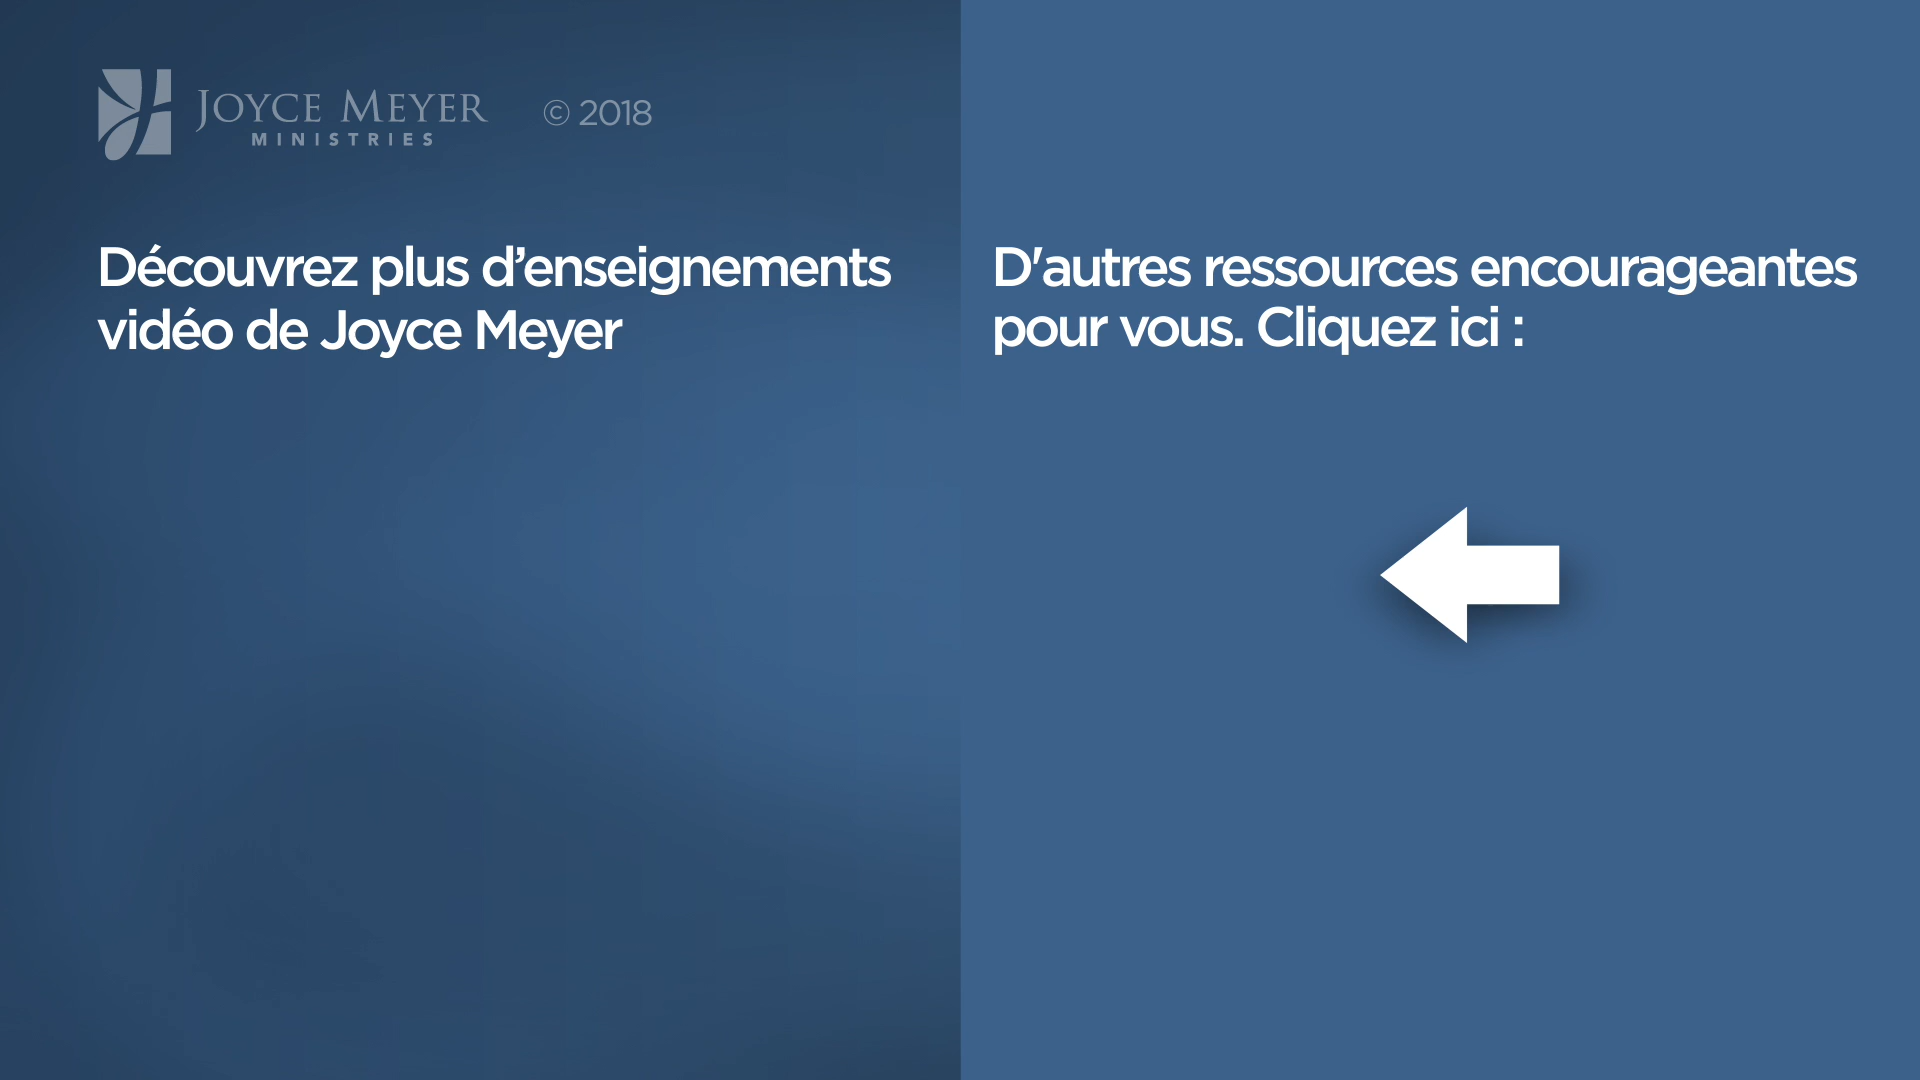 JOYCE MEYER
MINISTRIES
© 2018
Découvrez plus d’enseignements
vidéo de Joyce Meyer
D'autres ressources encourageantes
pour vous. Cliquez ici :